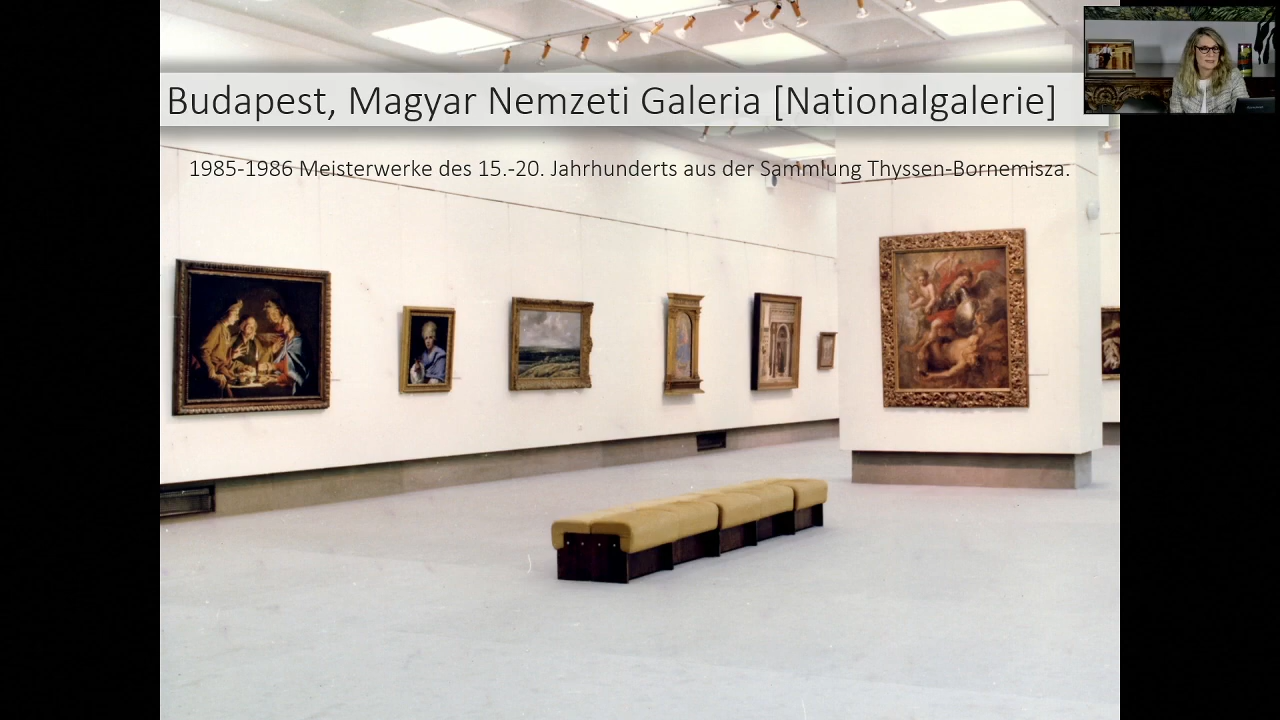 Budapest, Magyar Nemzeti Galeria [Nationalgalerie]
1985-1986 Meisterwerke des 15.-20. Jahrhunderts aus der Sammlung Thyssen-Bornemisza.